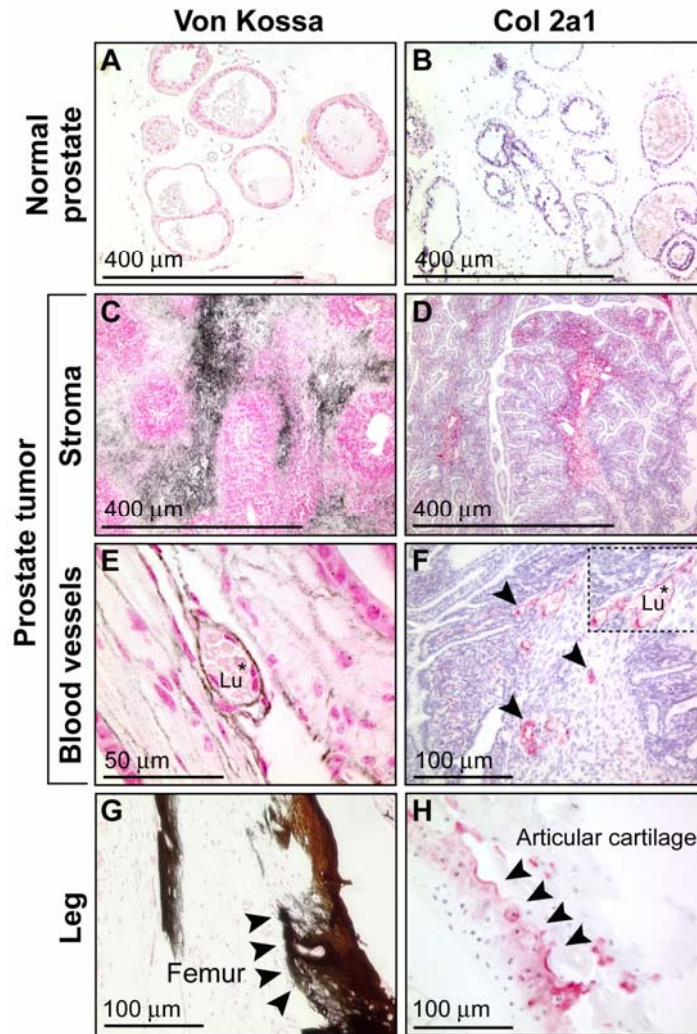 Von Kossa
Col 2a1
Normal
prostate
A
400 µm
B
400 µm
Prostate tumor
Stroma
C
400 µm
D
400 µm
Blood vessels
E
Lu*
50 µm
F
Lu*
100 µm
Leg
G
Femur
100 µm
H
Articular cartilage
100 µm